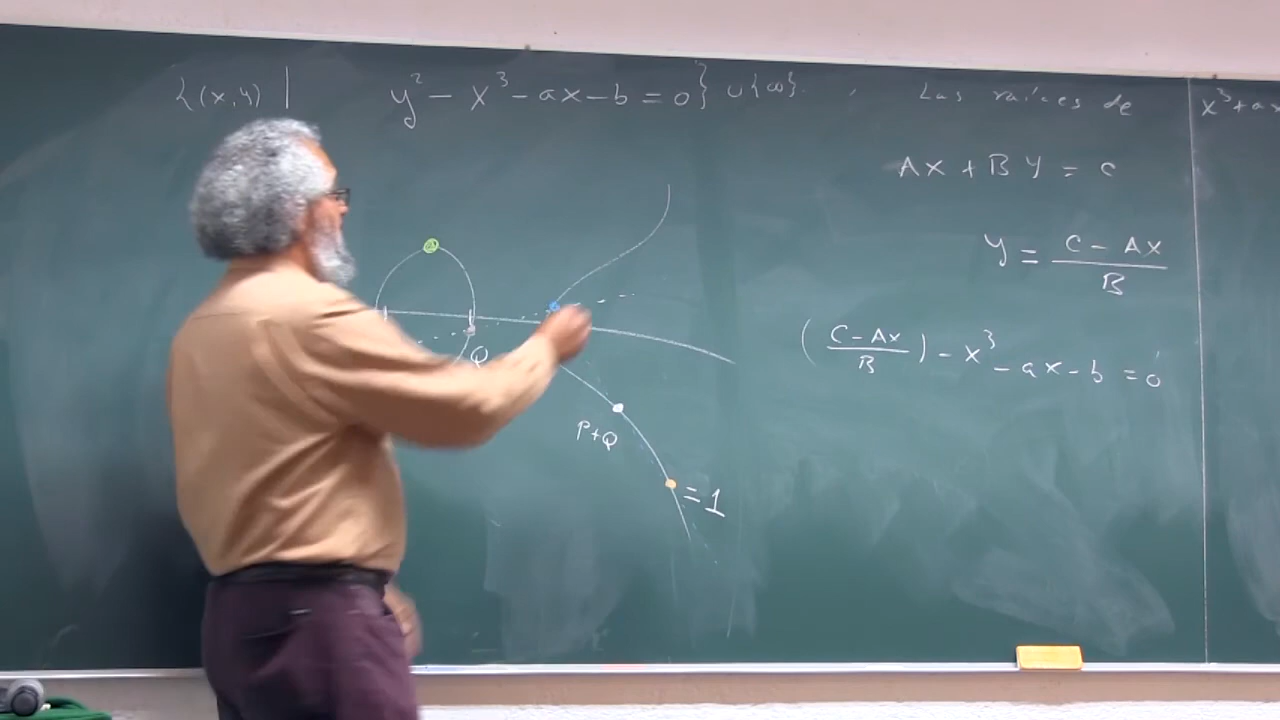 {(x,y) | y² - x³ - ax - b = 0} ∪ {∞}. , Las raíces de x³ + ax
Ax + By = c
y = (C - Ax)/B
((C - Ax)/B) - x³ - ax - b = 0
Q
P+Q
= 1